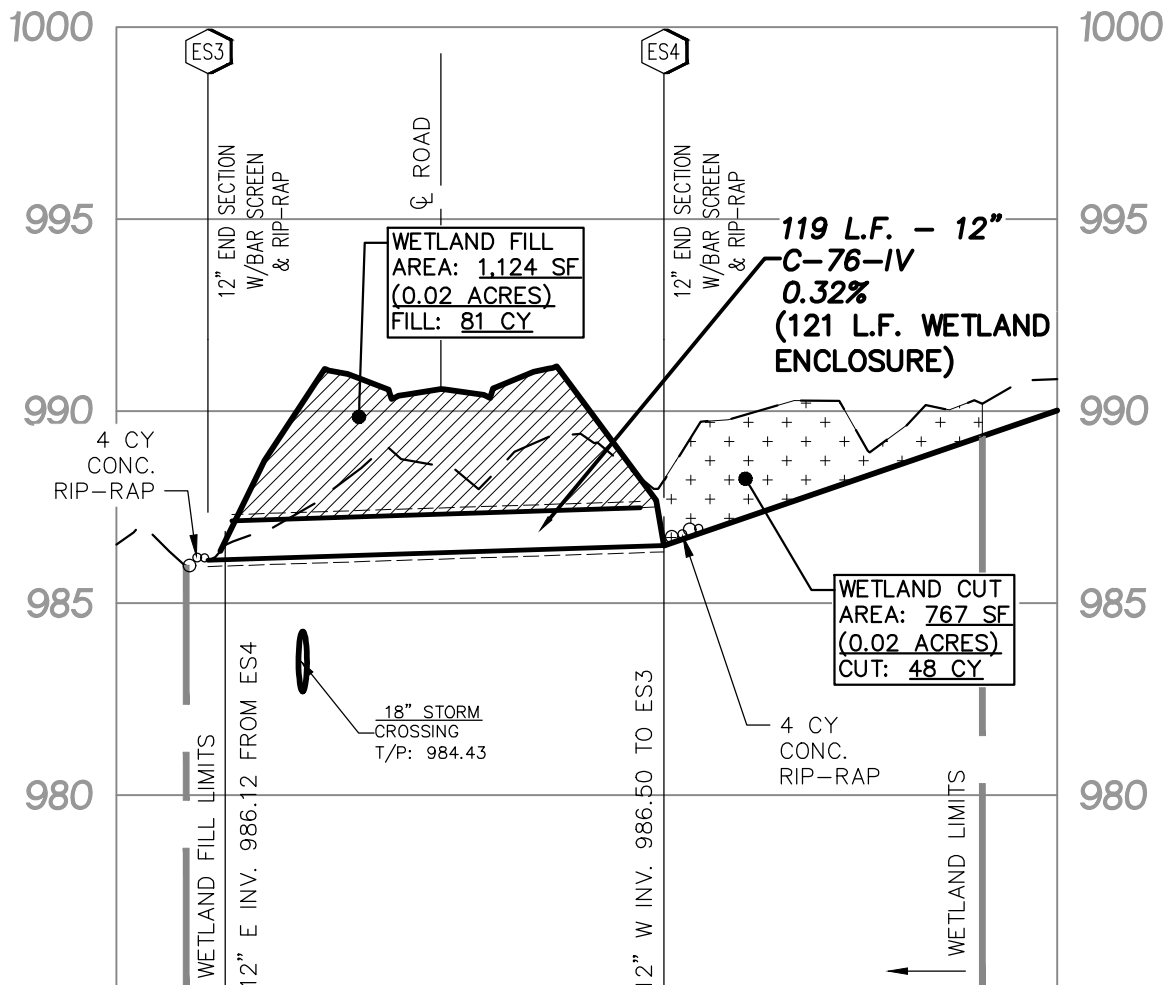 1000
1000
ES3
ES4
12" END SECTION
W/BAR SCREEN
& RIP-RAP
℄ ROAD
12" END SECTION
W/BAR SCREEN
& RIP-RAP
995
995
WETLAND FILL
AREA: 1,124 SF
(0.02 ACRES)
FILL: 81 CY
119 L.F. - 12"
C-76-IV
0.32%
(121 L.F. WETLAND
ENCLOSURE)
990
990
4 CY
CONC.
RIP-RAP
985
985
WETLAND CUT
AREA: 767 SF
(0.02 ACRES)
CUT: 48 CY
18" STORM
CROSSING
T/P: 984.43
4 CY
CONC.
RIP-RAP
980
980
WETLAND FILL LIMITS
12" E INV. 986.12 FROM ES4
12" W INV. 986.50 TO ES3
WETLAND LIMITS